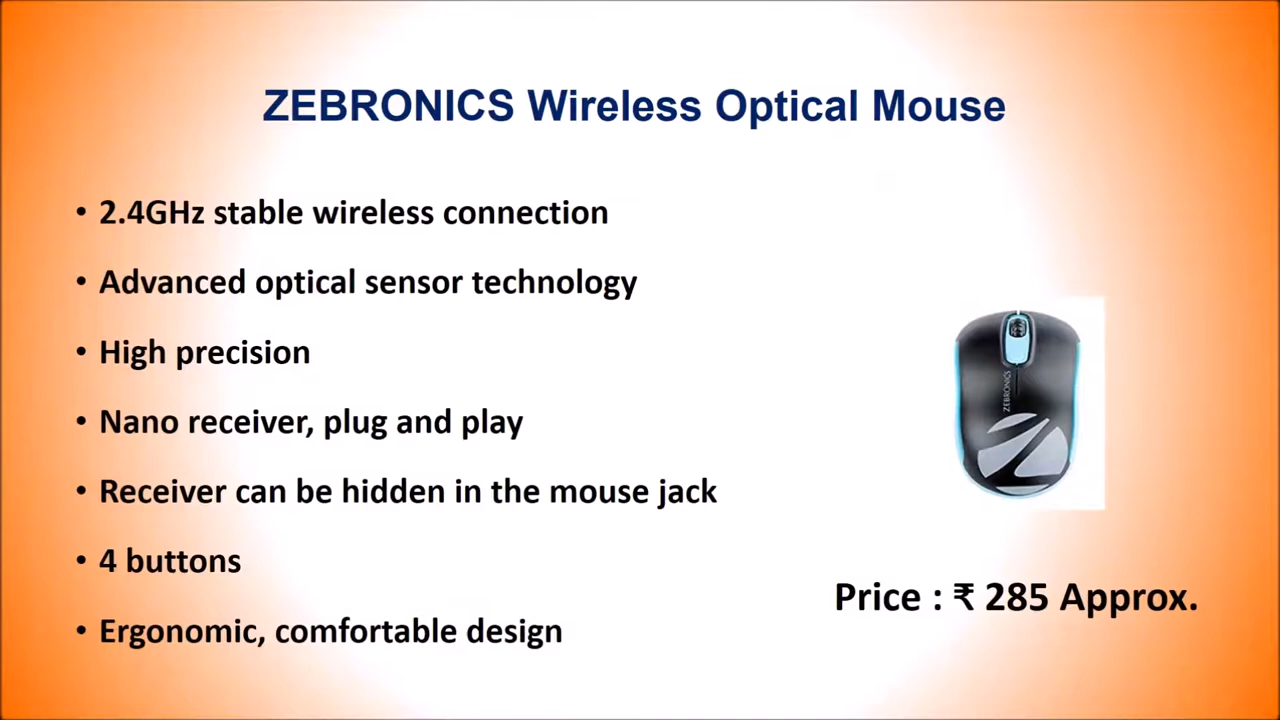 ZEBRONICS Wireless Optical Mouse
• 2.4GHz stable wireless connection
• Advanced optical sensor technology
• High precision
• Nano receiver, plug and play
• Receiver can be hidden in the mouse jack
• 4 buttons
• Ergonomic, comfortable design
ZEBRONICS
Price : ₹ 285 Approx.